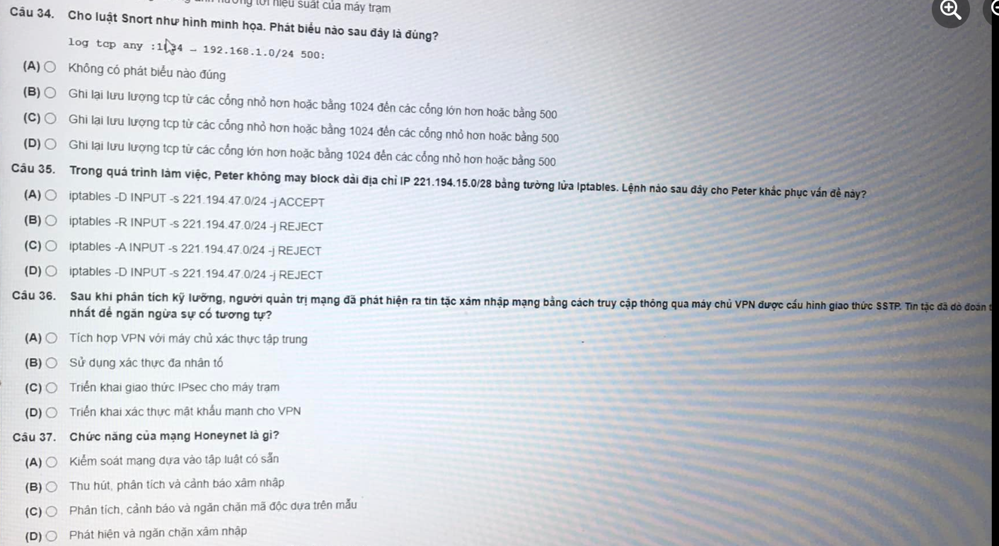 hiệu suất của máy trạm
Câu 34. Cho luật Snort như hình minh họa. Phát biểu nào sau đây là đúng?
log tcp any – 192.168.1.0/24 500:
(A) Không có phát biểu nào đúng
(B) Ghi lại lưu lượng tcp từ các cổng nhỏ hơn hoặc bằng 1024 đến các cổng lớn hơn hoặc bằng 500
(C) Ghi lại lưu lượng tcp từ các cổng nhỏ hơn hoặc bằng 1024 đến các cổng nhỏ hơn hoặc bằng 500
(D) Ghi lại lưu lượng tcp từ các cổng lớn hơn hoặc bằng 1024 đến các cổng nhỏ hơn hoặc bằng 500
Câu 35. Trong quá trình làm việc, Peter không may block dải địa chỉ IP 221.194.15.0/28 bằng tường lửa Iptables. Lệnh nào sau đây cho Peter khắc phục vấn đề này?
(A) iptables -D INPUT -s 221.194.47.0/24 -j ACCEPT
(B) iptables -R INPUT -s 221.194.47.0/24 -j REJECT
(C) iptables -A INPUT -s 221.194.47.0/24 -j REJECT
(D) iptables -D INPUT -s 221.194.47.0/24 -j REJECT
Câu 36. Sau khi phân tích kỹ lưỡng, người quản trị mạng đã phát hiện ra tin tặc xâm nhập mạng bằng cách truy cập thông qua máy chủ VPN được cấu hình giao thức SSTP. Tin tặc đã dò đoán
nhất để ngăn ngừa sự cố tương tự?
(A) Tích hợp VPN với máy chủ xác thực tập trung
(B) Sử dụng xác thực đa nhân tố
(C) Triển khai giao thức IPsec cho máy trạm
(D) Triển khai xác thực mật khẩu mạnh cho VPN
Câu 37. Chức năng của mạng Honeynet là gì?
(A) Kiểm soát mạng dựa vào tập luật có sẵn
(B) Thu hút, phân tích và cảnh báo xâm nhập
(C) Phân tích, cảnh báo và ngăn chặn mã độc dựa trên mẫu
(D) Phát hiện và ngăn chặn xâm nhập